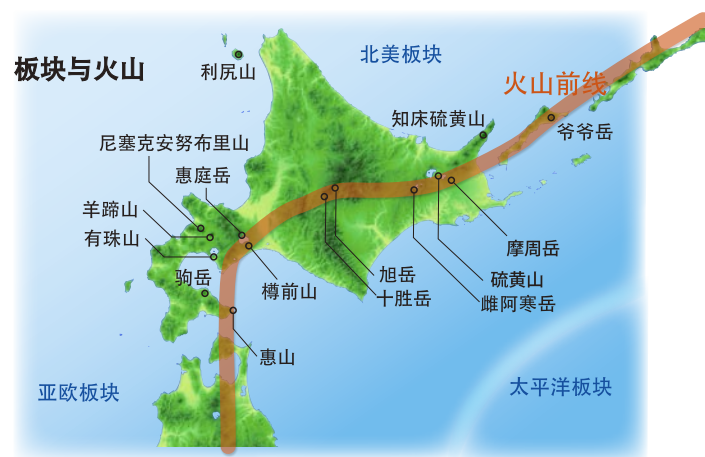 板块与火山
利尻山
北美板块
火山前线
知床硫黄山
爷爷岳
尼塞克安努布里山
惠庭岳
羊蹄山
有珠山
驹岳
樽前山
旭岳
十胜岳
摩周岳
硫黄山
雌阿寒岳
惠山
亚欧板块
太平洋板块